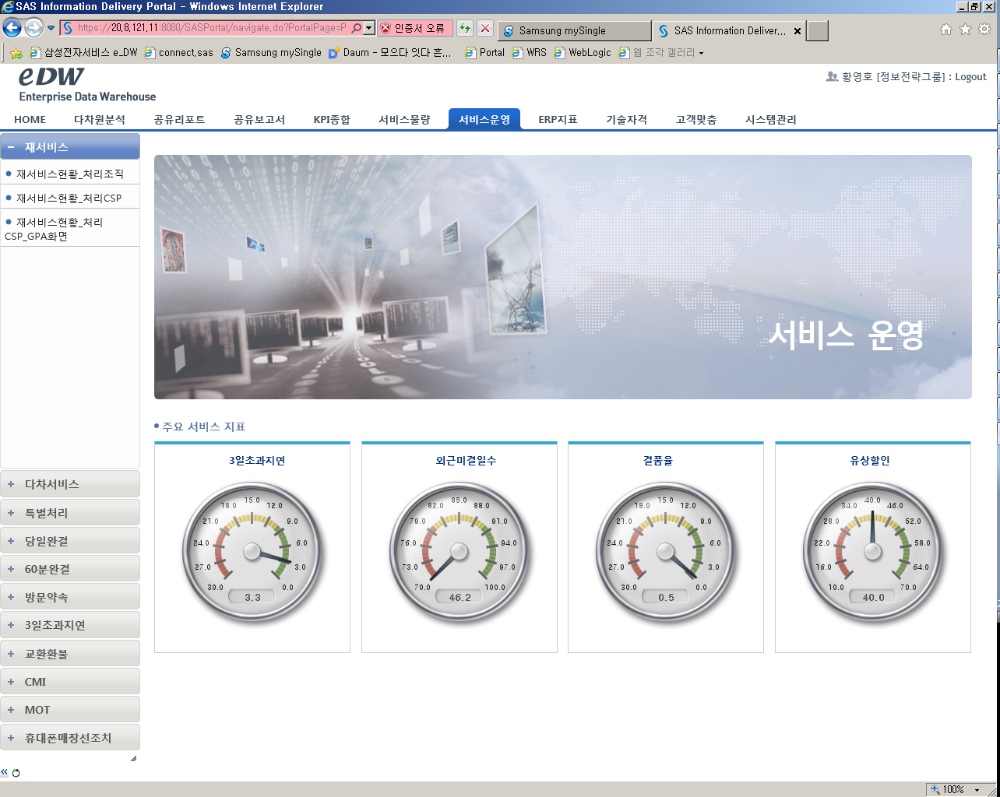 SAS Information Delivery Portal - Windows Internet Explorer
https://20.8.121.11:8080/SASPortal/navigate.do?PortalPage=P
인증서 오류
Samsung mySingle
SAS Information Deliver...
삼성전자서비스 e_DW
connect.sas
Samsung mySingle
Daum - 모으다 잇다 흔...
Portal
WRS
WebLogic
웹 조각 갤러리
eDW
Enterprise Data Warehouse
황영호 [정보전략그룹] : Logout
HOME
다차원분석
공유리포트
공유보고서
KPI종합
서비스물량
서비스운영
ERP지표
기술자격
고객맞춤
시스템관리
재서비스
재서비스현황_처리조직
재서비스현황_처리CSP
재서비스현황_처리
CSP_GPA화면
다차서비스
특별처리
당일완결
60분완결
방문약속
3일초과지연
교환환불
CMI
MOT
휴대폰매장선조치
서비스 운영
주요 서비스 지표
3일초과지연
15.0
18.0 12.0
21.0 9.0
24.0 6.0
27.0 3.0
30.0 0.0
3.3
외근미결일수
85.0
82.0 88.0
79.0 91.0
76.0 94.0
73.0 97.0
70.0 100.0
46.2
결품율
15.0
18.0 12.0
21.0 9.0
24.0 6.0
27.0 3.0
30.0 0.0
0.5
유상할인
40.0
34.0 46.0
28.0 52.0
22.0 58.0
16.0 64.0
10.0 70.0
40.0
100%